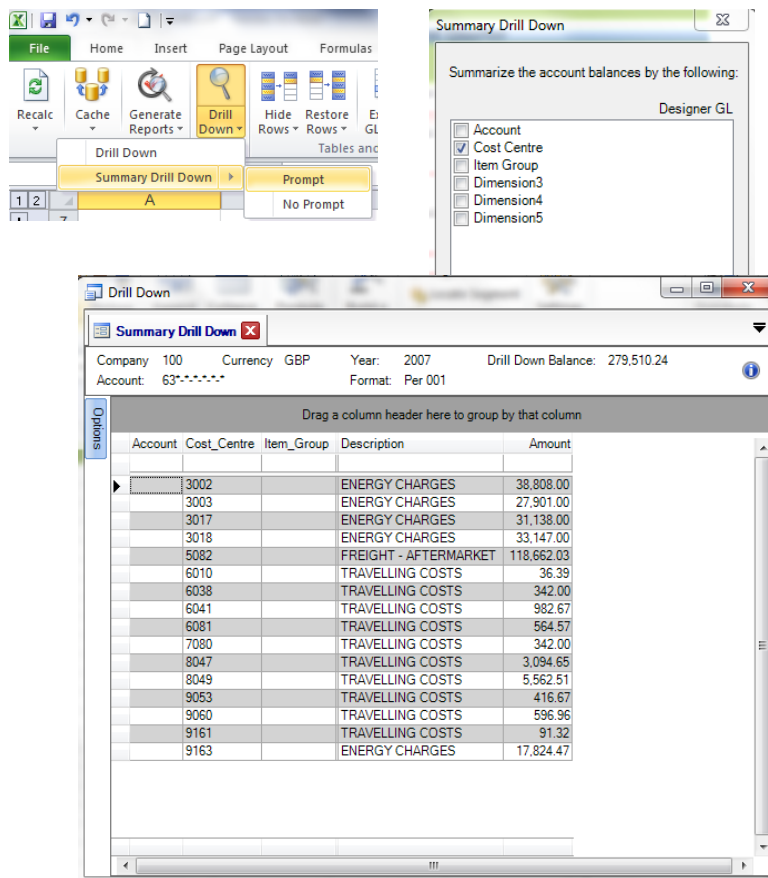 File Home Insert Page Layout Formulas
Recalc Cache Generate Reports Drill Down Hide Rows Restore Rows
Tables and
Drill Down
Summary Drill Down Prompt
No Prompt
1 2 A
7
Summary Drill Down
Summarize the account balances by the following:
Designer GL
Account
Cost Centre
Item Group
Dimension3
Dimension4
Dimension5
Drill Down
Summary Drill Down
Company 100 Currency GBP Year: 2007 Drill Down Balance: 279,510.24
Account: 63*-*-*-*-*-* Format: Per 001
Options
Drag a column header here to group by that column
Account Cost_Centre Item_Group Description Amount
3002 ENERGY CHARGES 38,808.00
3003 ENERGY CHARGES 27,901.00
3017 ENERGY CHARGES 31,138.00
3018 ENERGY CHARGES 33,147.00
5082 FREIGHT - AFTERMARKET 118,662.03
6010 TRAVELLING COSTS 36.39
6038 TRAVELLING COSTS 342.00
6041 TRAVELLING COSTS 982.67
6081 TRAVELLING COSTS 564.57
7080 TRAVELLING COSTS 342.00
8047 TRAVELLING COSTS 3,094.65
8049 TRAVELLING COSTS 5,562.51
9053 TRAVELLING COSTS 416.67
9060 TRAVELLING COSTS 596.96
9161 TRAVELLING COSTS 91.32
9163 ENERGY CHARGES 17,824.47